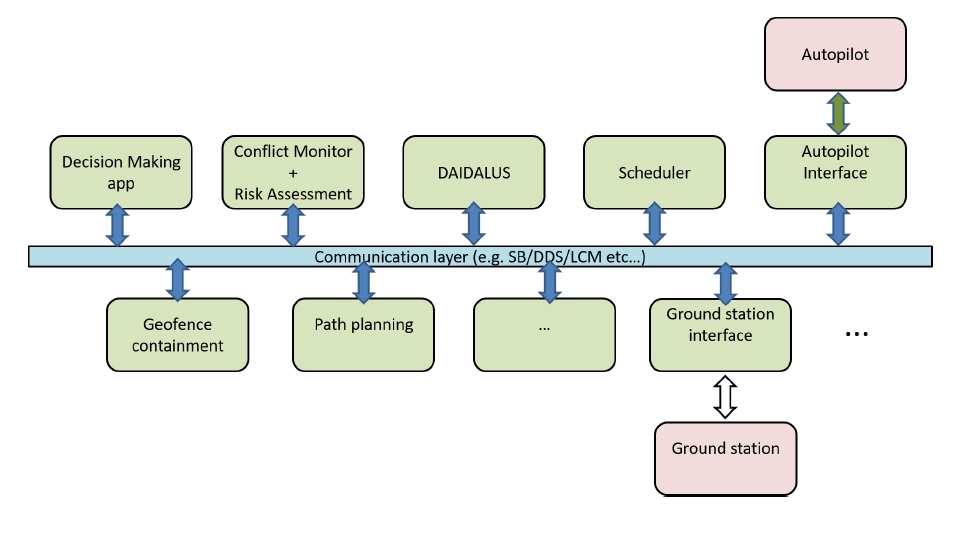 Autopilot
Decision Making
app
Conflict Monitor
+
Risk Assessment
DAIDALUS
Scheduler
Autopilot
Interface
Communication layer (e.g. SB/DDS/LCM etc...)
Geofence
containment
Path planning
...
Ground station
interface
...
Ground station